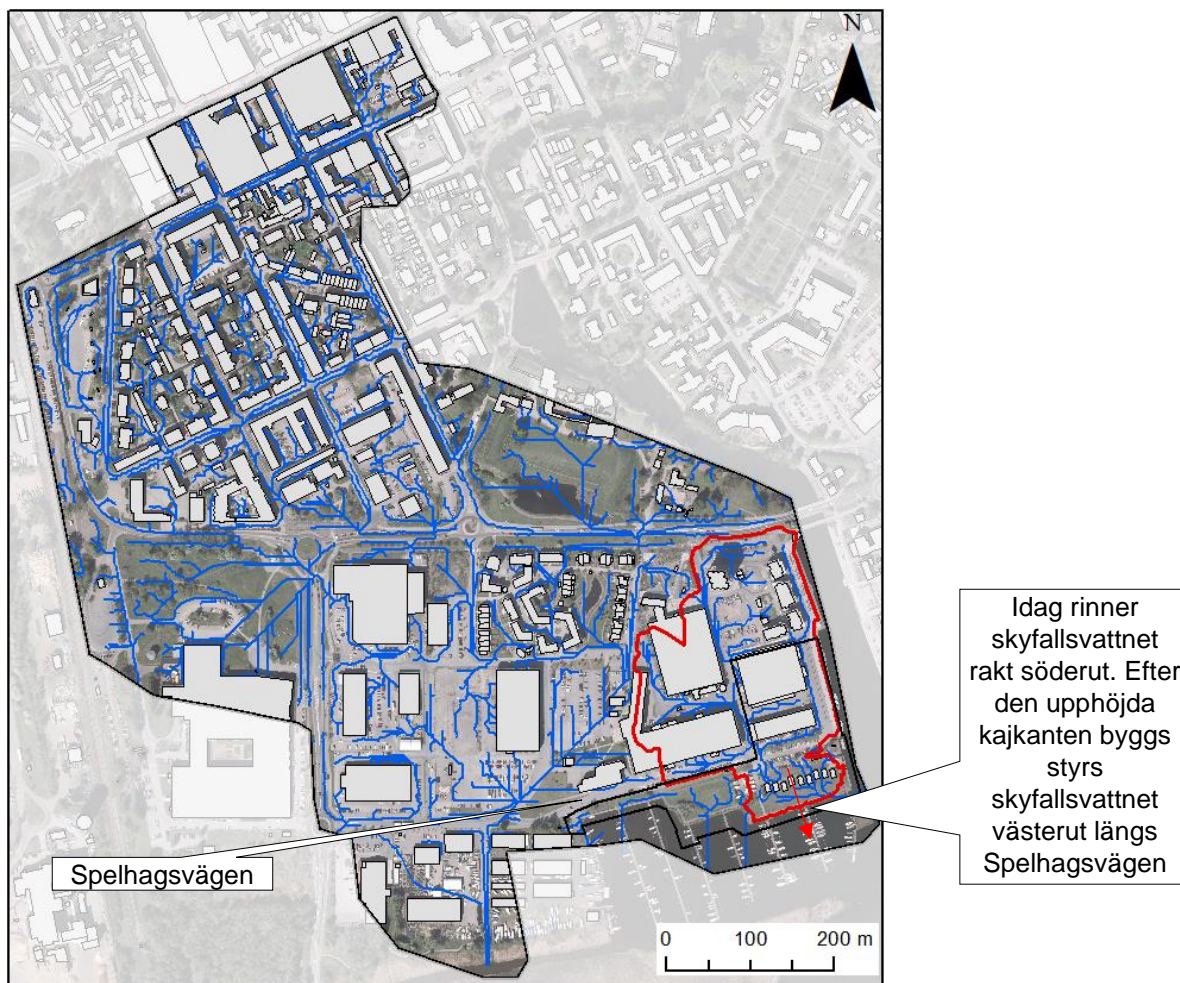 N
Idag rinner
skyfallsvattnet
rakt söderut. Efter
den upphöjda
kajkanten byggs
styrs
skyfallsvattnet
västerut längs
Spelhagsvägen
Spelhagsvägen
0 100 200 m